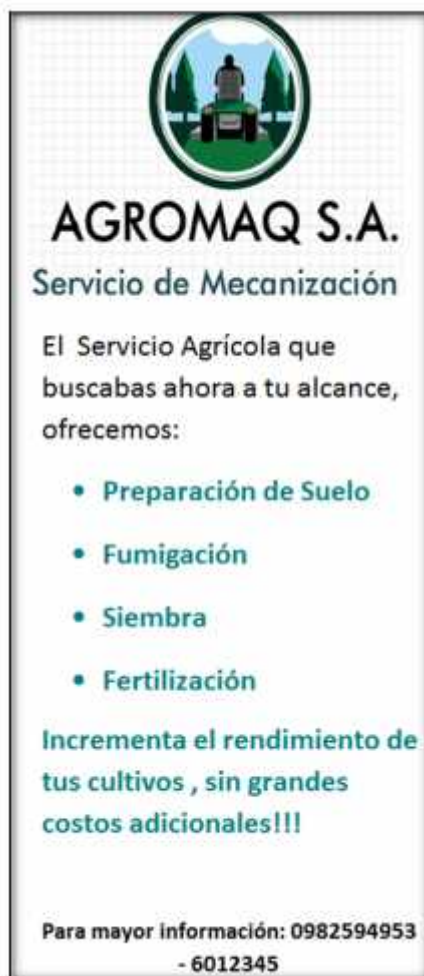 AGROMAQ S.A.
Servicio de Mecanización
El Servicio Agrícola que
buscabas ahora a tu alcance,
ofrecemos:
• Preparación de Suelo
• Fumigación
• Siembra
• Fertilización
Incrementa el rendimiento de
tus cultivos , sin grandes
costos adicionales!!!
Para mayor información: 0982594953
- 6012345